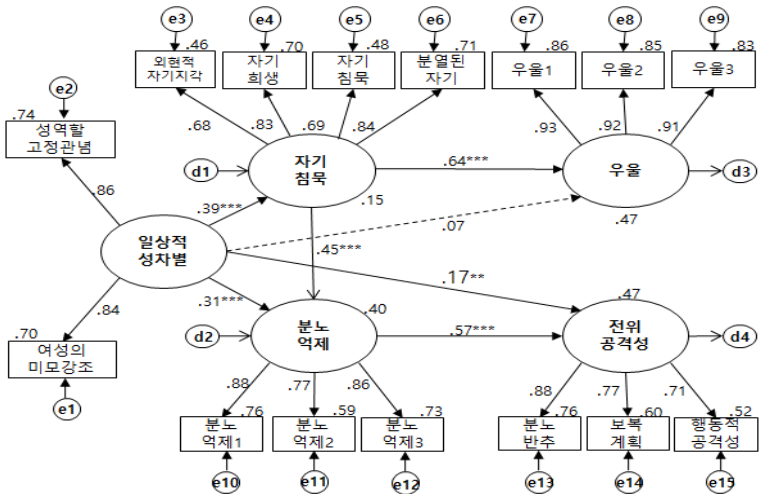 e3
e4
e5
e6
e7
e8
e9
.46
.70
.48
.71
.86
.85
.83
외현적
자기지각
자기
희생
자기
침묵
분열된
자기
우울1
우울2
우울3
e2
.74
성역할
고정관념
.68
.83
.69
.84
.93
.92
.91
d1
자기
침묵
.64***
우울
d3
.86
.39***
.15
.47
.07
일상적
성차별
.45***
.17**
.84
.31***
.40
.47
.70
여성의
미모강조
d2
분노
억제
.57***
전위
공격성
d4
e1
.88
.77
.86
.88
.77
.71
.76
.59
.73
.76
.60
.52
분노
억제1
분노
억제2
분노
억제3
분노
반추
보복
계획
행동적
공격성
e10
e11
e12
e13
e14
e15